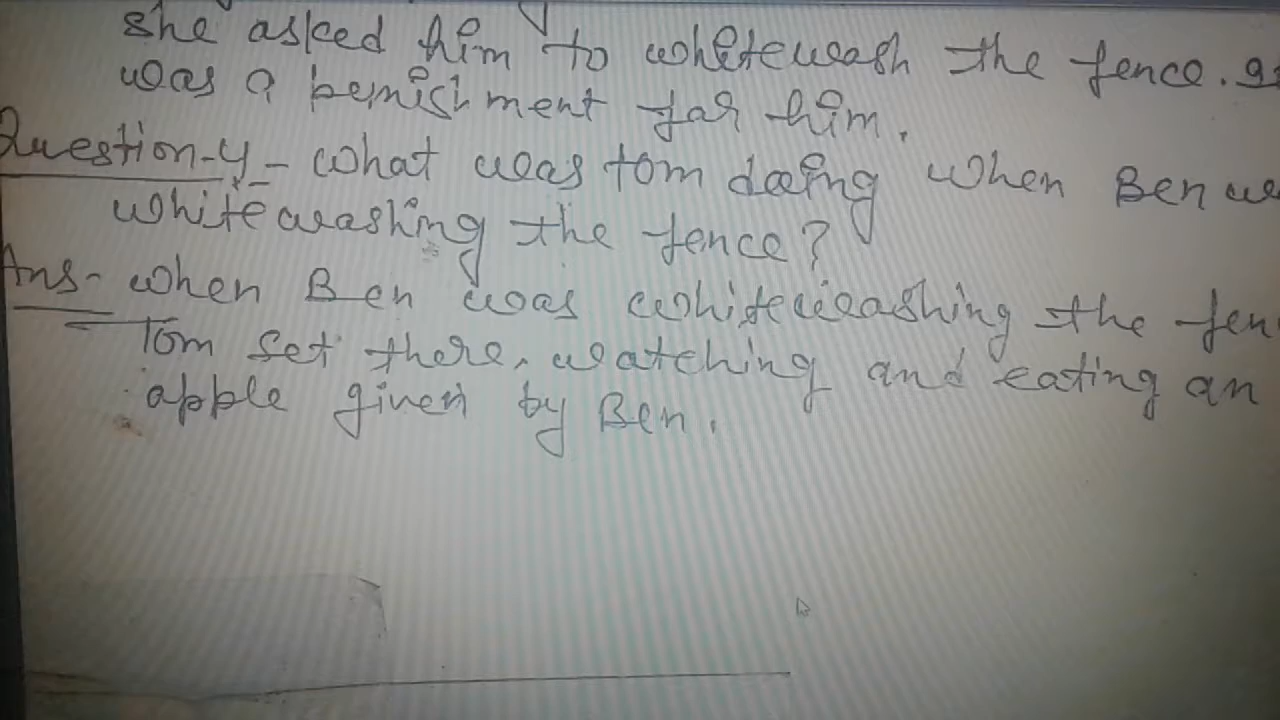 she asked him to whitewash the fence.
was a punishment for him.
Question-4- What was tom doing when Ben
whitewashing the fence?
Ans- when Ben was whitewashing the
Tom set there, watching and eating an
apple given by Ben.